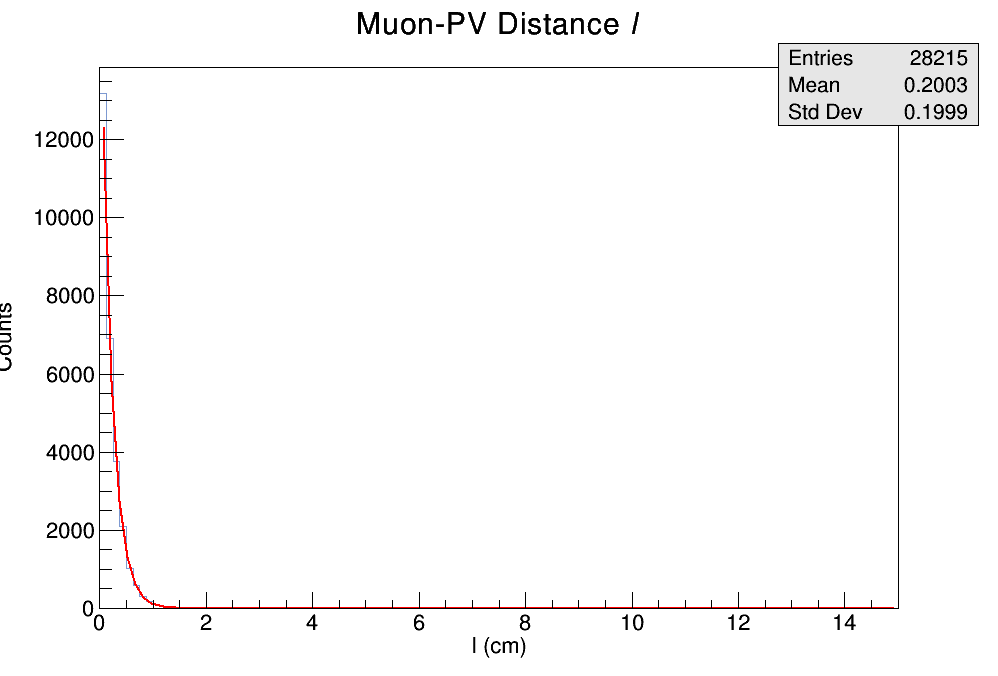 Muon-PV Distance l
Entries 28215
Mean 0.2003
Std Dev 0.1999
Counts
12000
10000
8000
6000
4000
2000
0
0 2 4 6 8 10 12 14
l (cm)